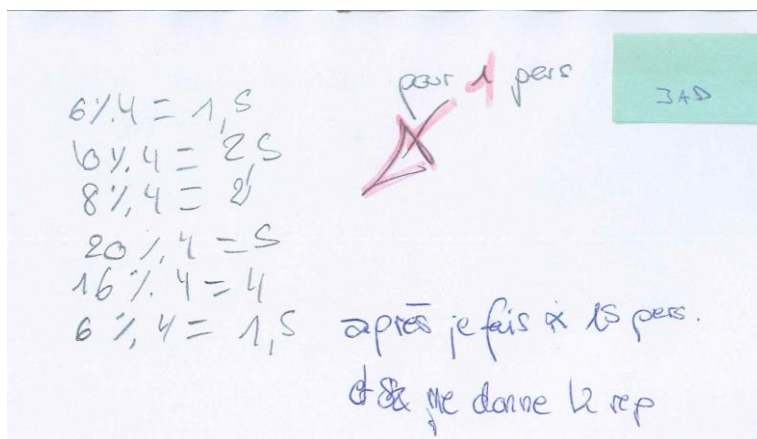 pour 1 pers
JAD
6 % 4 = 1,5
10 % 4 = 2,5
8 % 4 = 2
20 % 4 = 5
16 % 4 = 4
6 % 4 = 1,5
après je fais × 15 pers.
et me donne la rep